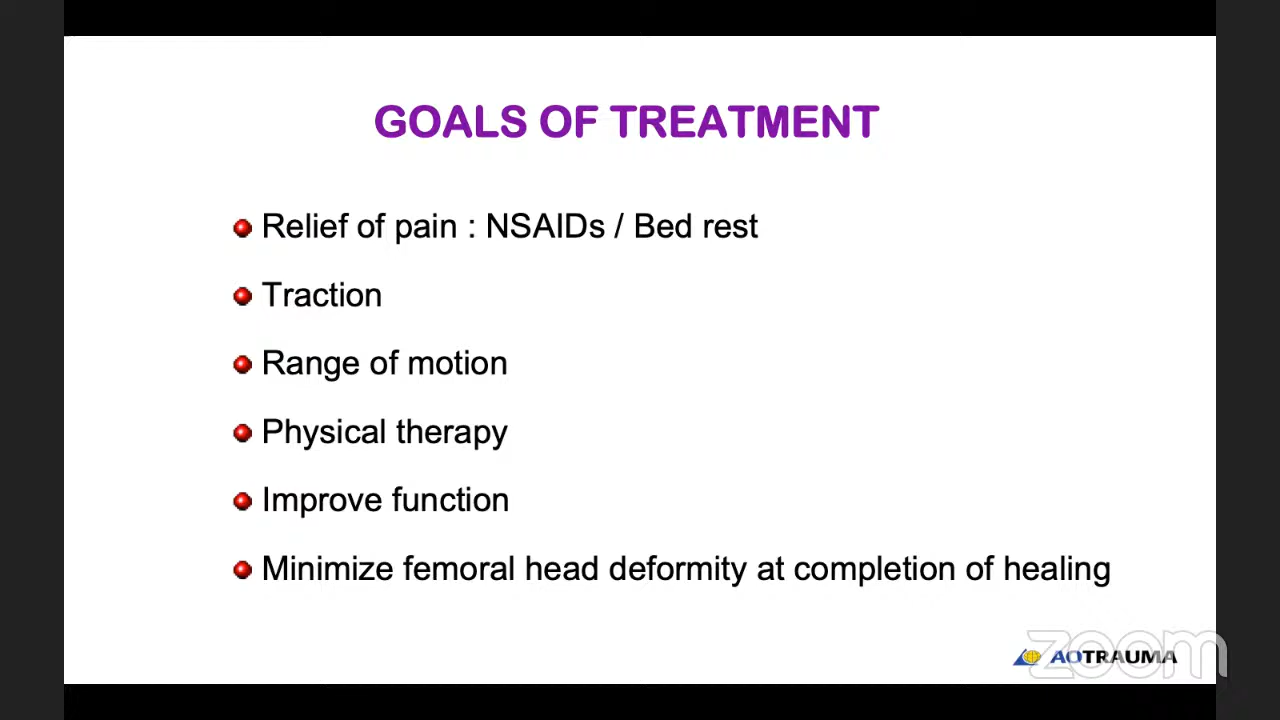 GOALS OF TREATMENT
Relief of pain : NSAIDs / Bed rest
Traction
Range of motion
Physical therapy
Improve function
Minimize femoral head deformity at completion of healing
AOTRAUMA
zoom